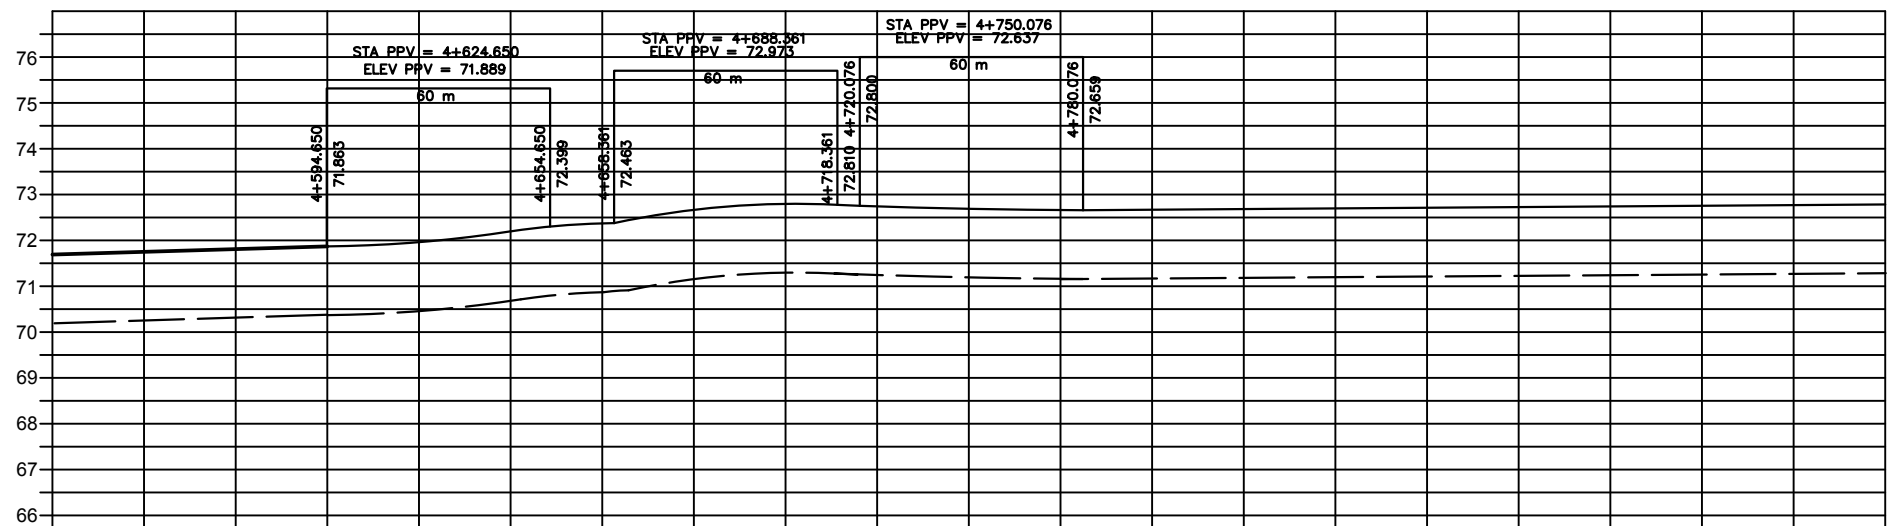 STA PPV = 4+624.650
ELEV PPV = 71.889
60 m
4+594.650
71.863
4+654.650
72.399
STA PPV = 4+688.361
ELEV PPV = 72.973
60 m
4+658.361
72.463
4+718.361
72.810
STA PPV = 4+750.076
ELEV PPV = 72.637
60 m
4+720.076
72.800
4+780.076
72.659
76
75
74
73
72
71
70
69
68
67
66